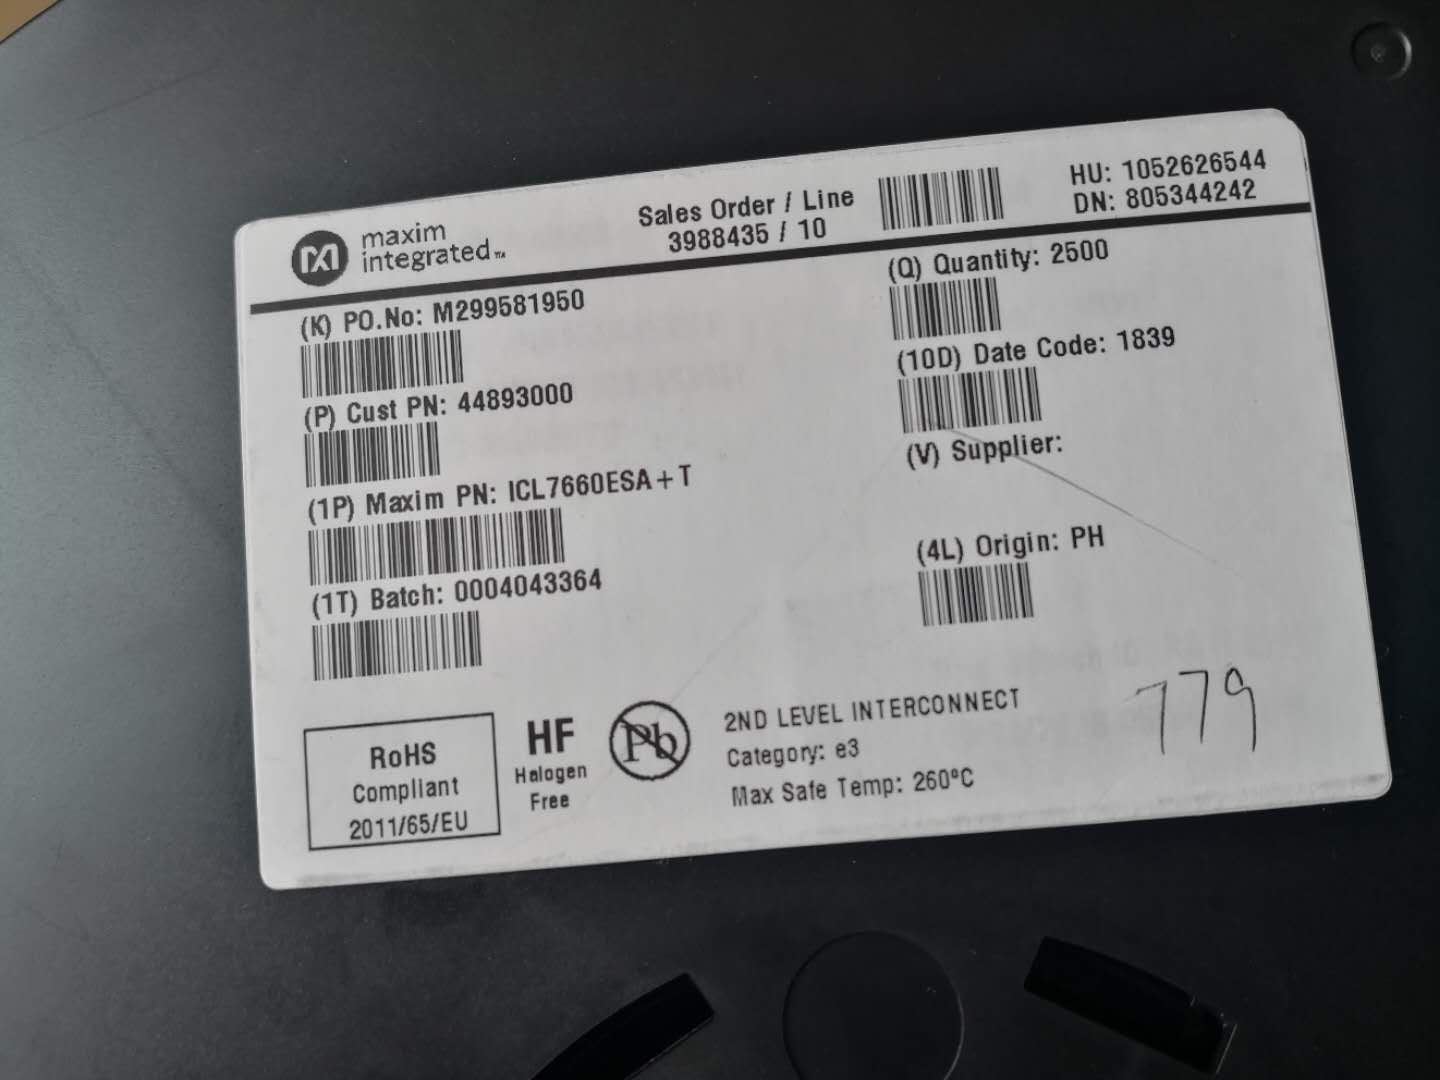 maxim
integrated™
Sales Order / Line
3988435 / 10
HU: 1052626544
DN: 805344242
(K) PO.No: M299581950
(P) Cust PN: 44893000
(1P) Maxim PN: ICL7660ESA+T
(1T) Batch: 0004043364
(Q) Quantity: 2500
(10D) Date Code: 1839
(V) Supplier:
(4L) Origin: PH
RoHS
Compliant
2011/65/EU
HF
Halogen
Free
Pb
2ND LEVEL INTERCONNECT
Category: e3
Max Safe Temp: 260ºC
779